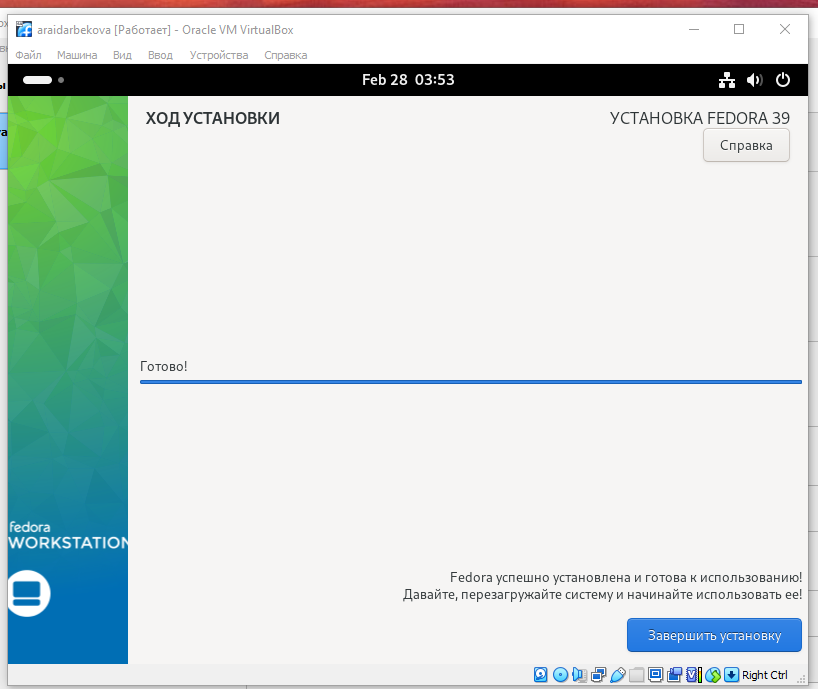 araidarbekova [Работает] - Oracle VM VirtualBox
Файл Машина Вид Ввод Устройства Справка
Feb 28 03:53
ХОД УСТАНОВКИ
УСТАНОВКА FEDORA 39
Справка
Готово!
fedora
WORKSTATION
Fedora успешно установлена и готова к использованию!
Давайте, перезагружайте систему и начинайте использовать ее!
Завершить установку
Right Ctrl